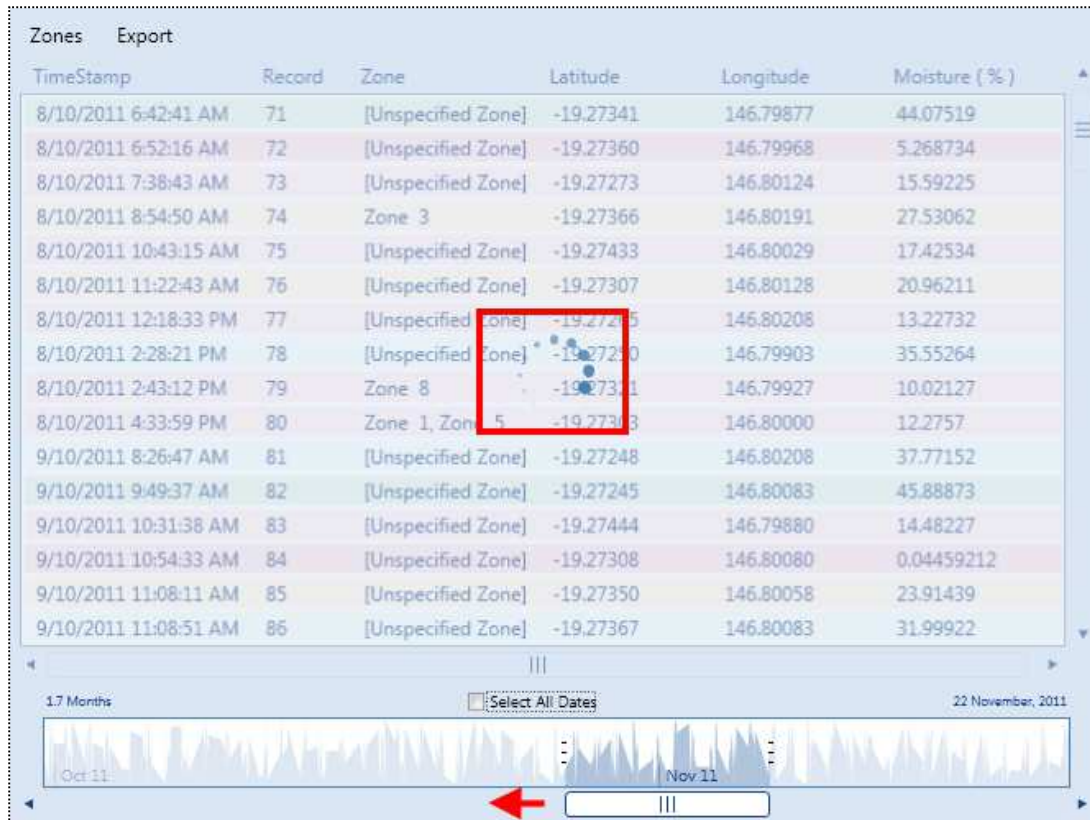 Zones Export
TimeStamp Record Zone Latitude Longitude Moisture ( % )
8/10/2011 6:42:41 AM 71 [Unspecified Zone] -19.27341 146.79877 44.07519
8/10/2011 6:52:16 AM 72 [Unspecified Zone] -19.27360 146.79968 5.268734
8/10/2011 7:38:43 AM 73 [Unspecified Zone] -19.27273 146.80124 15.59225
8/10/2011 8:54:50 AM 74 Zone 3 -19.27366 146.80191 27.53062
8/10/2011 10:43:15 AM 75 [Unspecified Zone] -19.27433 146.80029 17.42534
8/10/2011 11:22:43 AM 76 [Unspecified Zone] -19.27307 146.80128 20.96211
8/10/2011 12:18:33 PM 77 [Unspecified Zone] 146.80208 13.22732
8/10/2011 2:28:21 PM 78 [Unspecified Zone] -19.27250 146.79903 35.55264
8/10/2011 2:43:12 PM 79 Zone 8 -19.27321 146.79927 10.02127
8/10/2011 4:33:59 PM 80 Zone 1, Zone 5 -19.27303 146.80000 12.2757
9/10/2011 8:26:47 AM 81 [Unspecified Zone] -19.27248 146.80208 37.77152
9/10/2011 9:49:37 AM 82 [Unspecified Zone] -19.27245 146.80083 45.88873
9/10/2011 10:31:38 AM 83 [Unspecified Zone] -19.27444 146.79880 14.48227
9/10/2011 10:54:33 AM 84 [Unspecified Zone] -19.27308 146.80080 0.04459212
9/10/2011 11:08:11 AM 85 [Unspecified Zone] -19.27350 146.80058 23.91439
9/10/2011 11:08:51 AM 86 [Unspecified Zone] -19.27367 146.80083 31.99922
1.7 Months Select All Dates 22 November, 2011
Oct 11 Nov 11